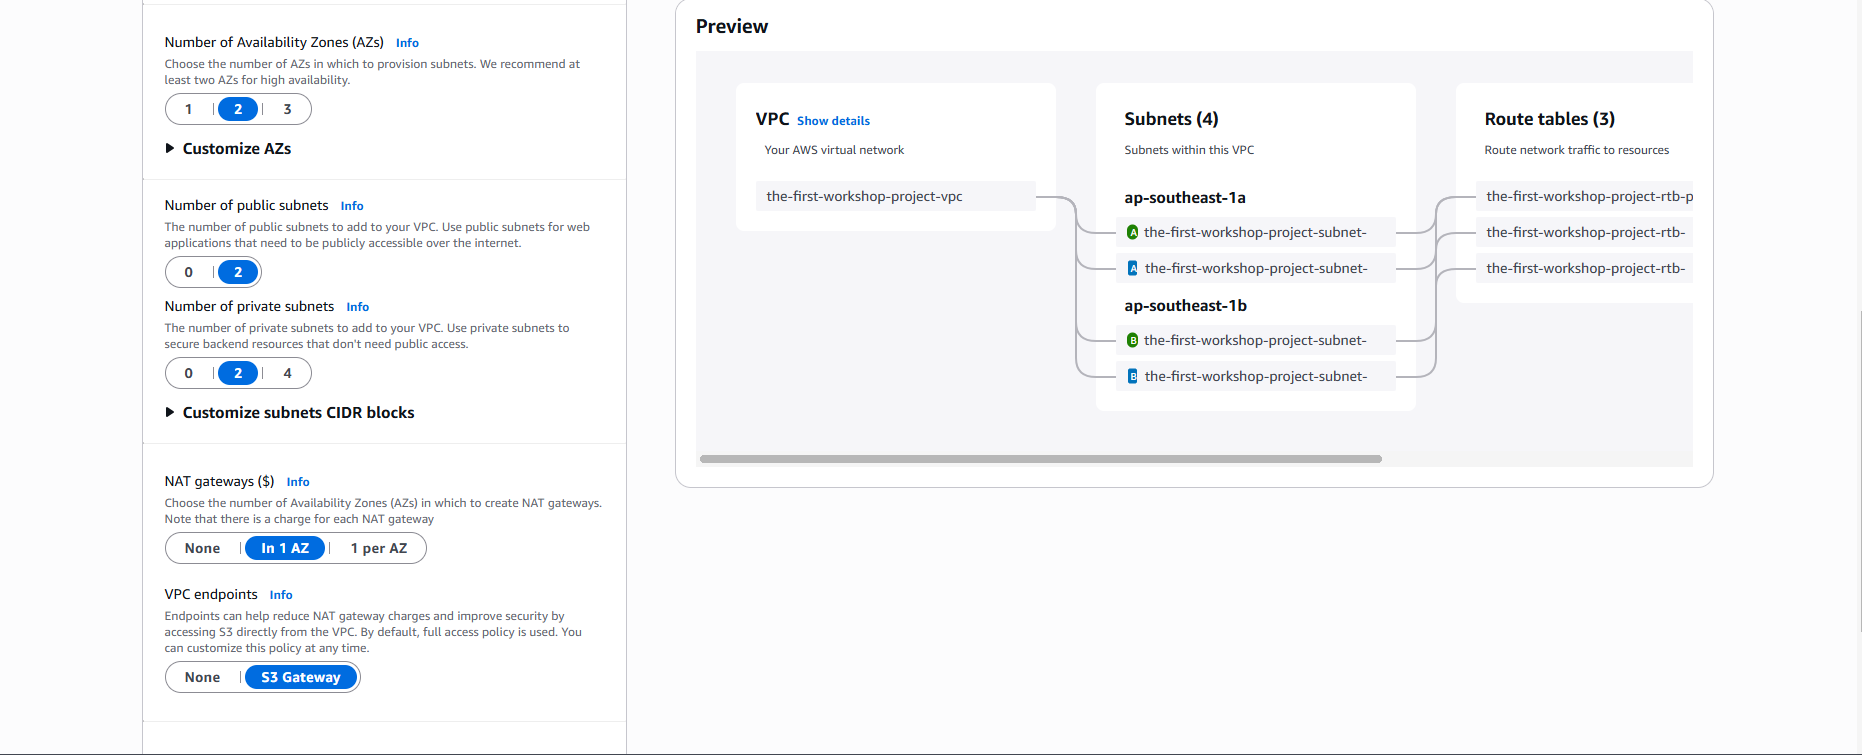 Number of Availability Zones (AZs) Info
Choose the number of AZs in which to provision subnets. We recommend at
least two AZs for high availability.
1 2 3
Customize AZs
Number of public subnets Info
The number of public subnets to add to your VPC. Use public subnets for web
applications that need to be publicly accessible over the internet.
0 2
Number of private subnets Info
The number of private subnets to add to your VPC. Use private subnets to
secure backend resources that don't need public access.
0 2 4
Customize subnets CIDR blocks
NAT gateways ($) Info
Choose the number of Availability Zones (AZs) in which to create NAT gateways.
Note that there is a charge for each NAT gateway
None In 1 AZ 1 per AZ
VPC endpoints Info
Endpoints can help reduce NAT gateway charges and improve security by
accessing S3 directly from the VPC. By default, full access policy is used. You
can customize this policy at any time.
None S3 Gateway
Preview
VPC Show details
Your AWS virtual network
the-first-workshop-project-vpc
Subnets (4)
Subnets within this VPC
ap-southeast-1a
A the-first-workshop-project-subnet-
A the-first-workshop-project-subnet-
ap-southeast-1b
B the-first-workshop-project-subnet-
B the-first-workshop-project-subnet-
Route tables (3)
Route network traffic to resources
the-first-workshop-project-rtb-p
the-first-workshop-project-rtb-
the-first-workshop-project-rtb-